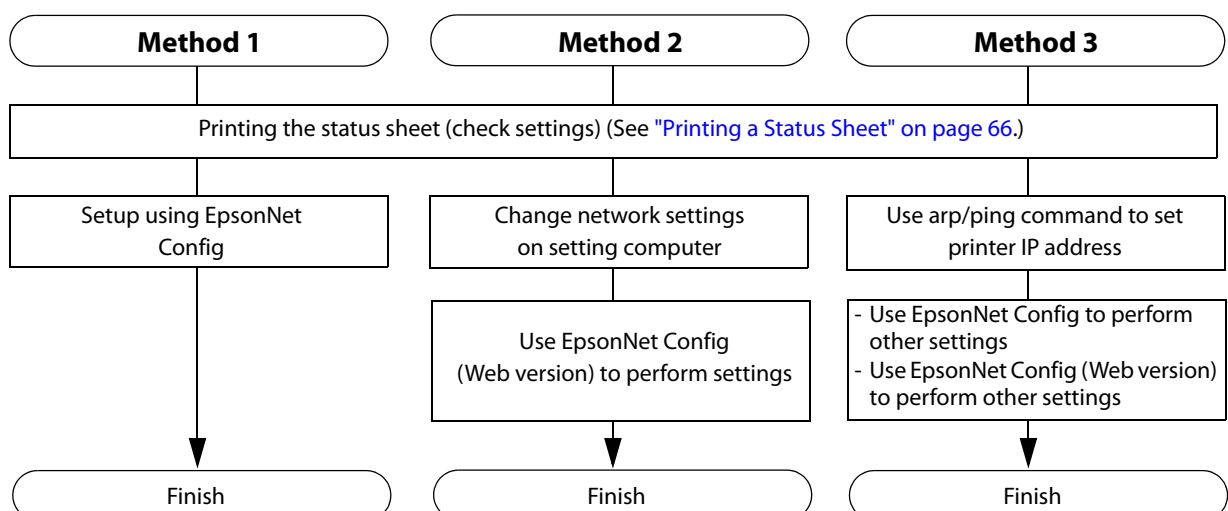 Method 1
Method 2
Method 3
Printing the status sheet (check settings) (See "Printing a Status Sheet" on page 66.)
Setup using EpsonNet
Config
Change network settings
on setting computer
Use arp/ping command to set
printer IP address
Use EpsonNet Config
(Web version) to perform settings
- Use EpsonNet Config to perform
other settings
- Use EpsonNet Config (Web version)
to perform other settings
Finish
Finish
Finish